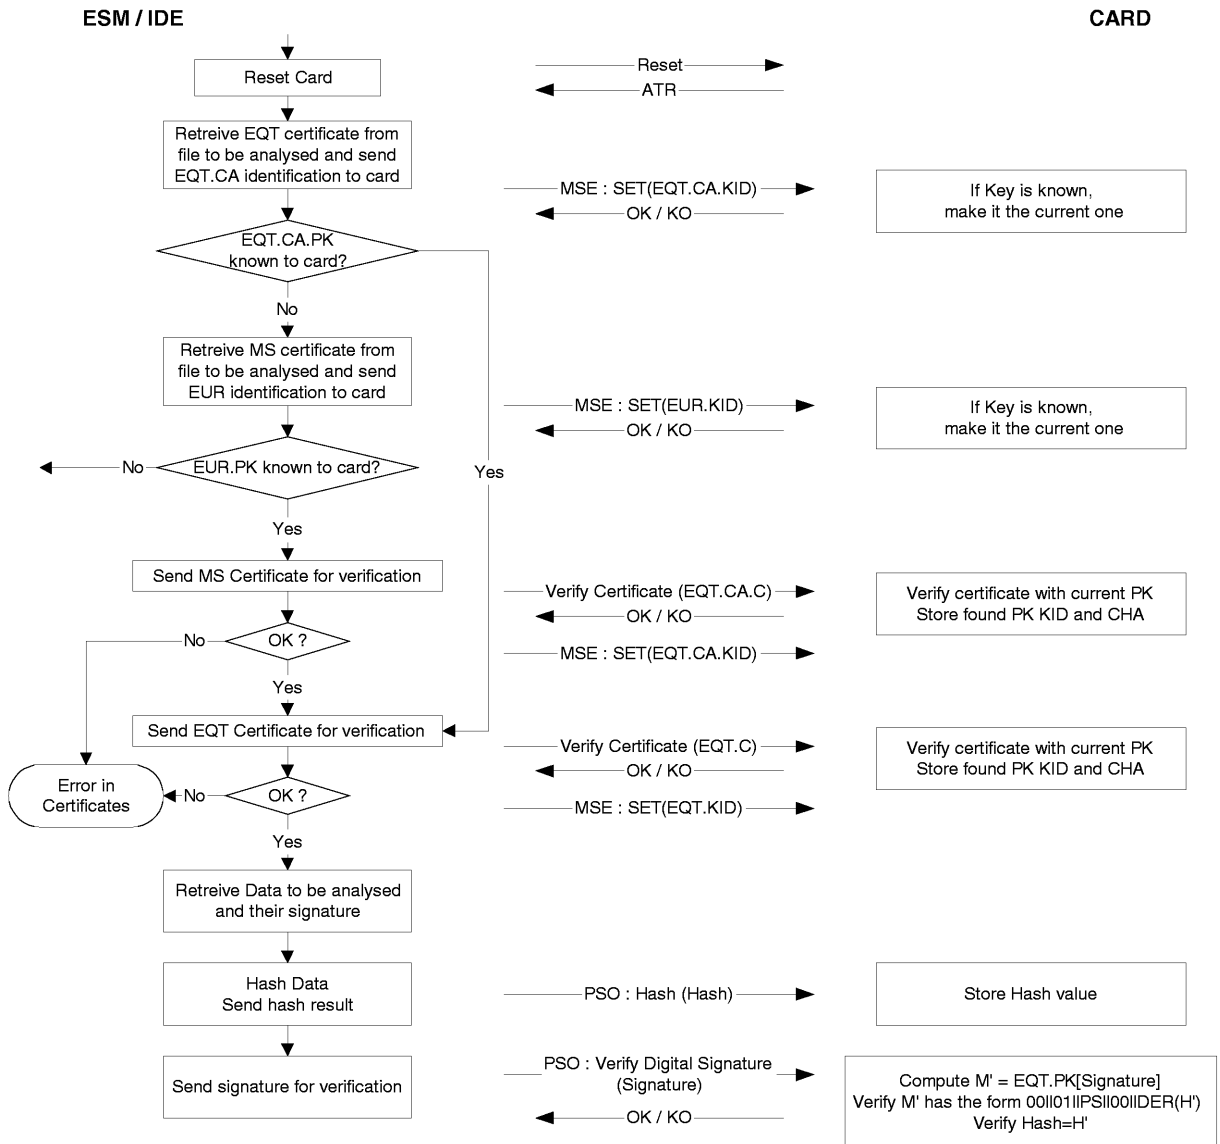 ESM / IDE
CARD
Reset Card
Reset
ATR
Retreive EQT certificate from
file to be analysed and send
EQT.CA identification to card
MSE : SET(EQT.CA.KID)
OK / KO
If Key is known,
make it the current one
EQT.CA.PK
known to card?
No
Retreive MS certificate from
file to be analysed and send
EUR identification to card
MSE : SET(EUR.KID)
OK / KO
If Key is known,
make it the current one
No
EUR.PK known to card?
Yes
Yes
Send MS Certificate for verification
Verify Certificate (EQT.CA.C)
OK / KO
Verify certificate with current PK
Store found PK KID and CHA
No
OK ?
MSE : SET(EQT.CA.KID)
Yes
Send EQT Certificate for verification
Verify Certificate (EQT.C)
OK / KO
Verify certificate with current PK
Store found PK KID and CHA
Error in
Certificates
No
OK ?
MSE : SET(EQT.KID)
Yes
Retreive Data to be analysed
and their signature
Hash Data
Send hash result
PSO : Hash (Hash)
Store Hash value
Send signature for verification
PSO : Verify Digital Signature
(Signature)
OK / KO
Compute M' = EQT.PK[Signature]
Verify M' has the form 00||01||PS||00||DER(H')
Verify Hash=H'